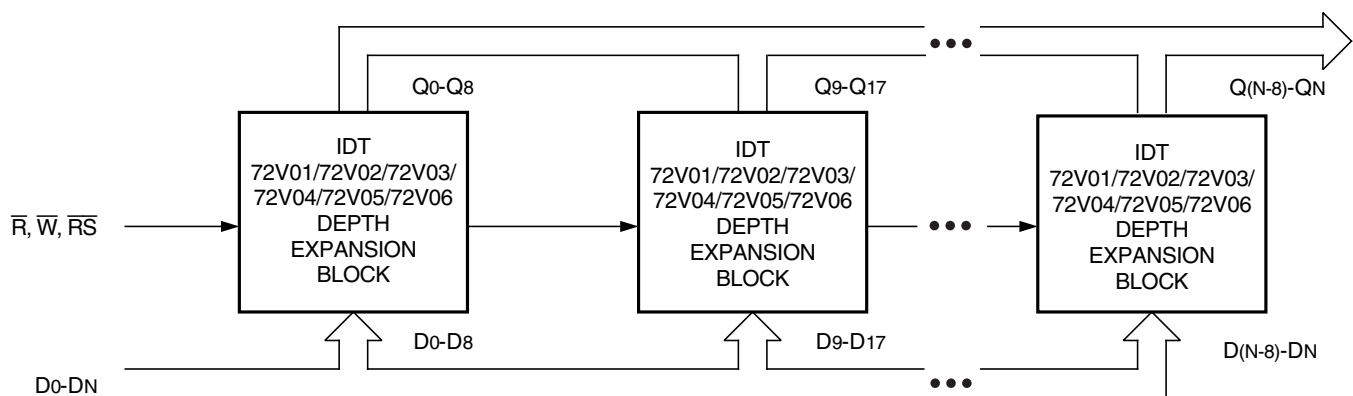 Q0-Q8
Q9-Q17
Q(N-8)-QN
IDT
72V01/72V02/72V03/
72V04/72V05/72V06
DEPTH
EXPANSION
BLOCK
IDT
72V01/72V02/72V03/
72V04/72V05/72V06
DEPTH
EXPANSION
BLOCK
IDT
72V01/72V02/72V03/
72V04/72V05/72V06
DEPTH
EXPANSION
BLOCK
R̅, W̅, R̅S̅
D0-D8
D9-D17
D(N-8)-DN
D0-DN